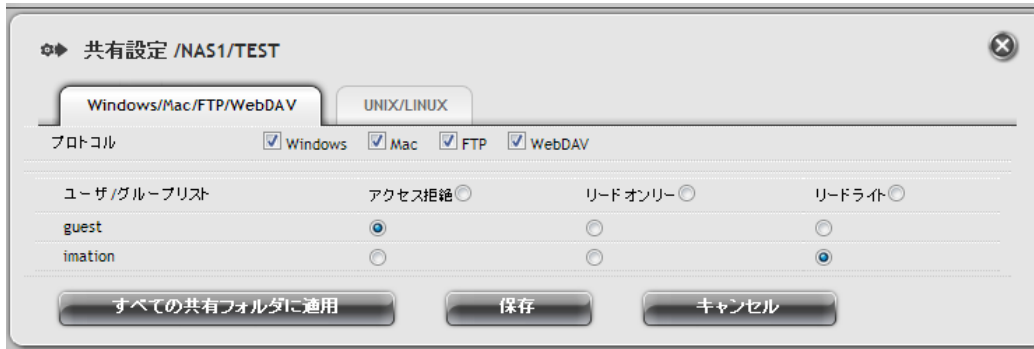 共有設定 /NAS1/TEST
Windows/Mac/FTP/WebDAV UNIX/LINUX
プロトコル Windows Mac FTP WebDAV
ユーザ/グループリスト アクセス拒絶 リードオンリー リードライト
guest
imation
すべての共有フォルダに適用 保存 キャンセル